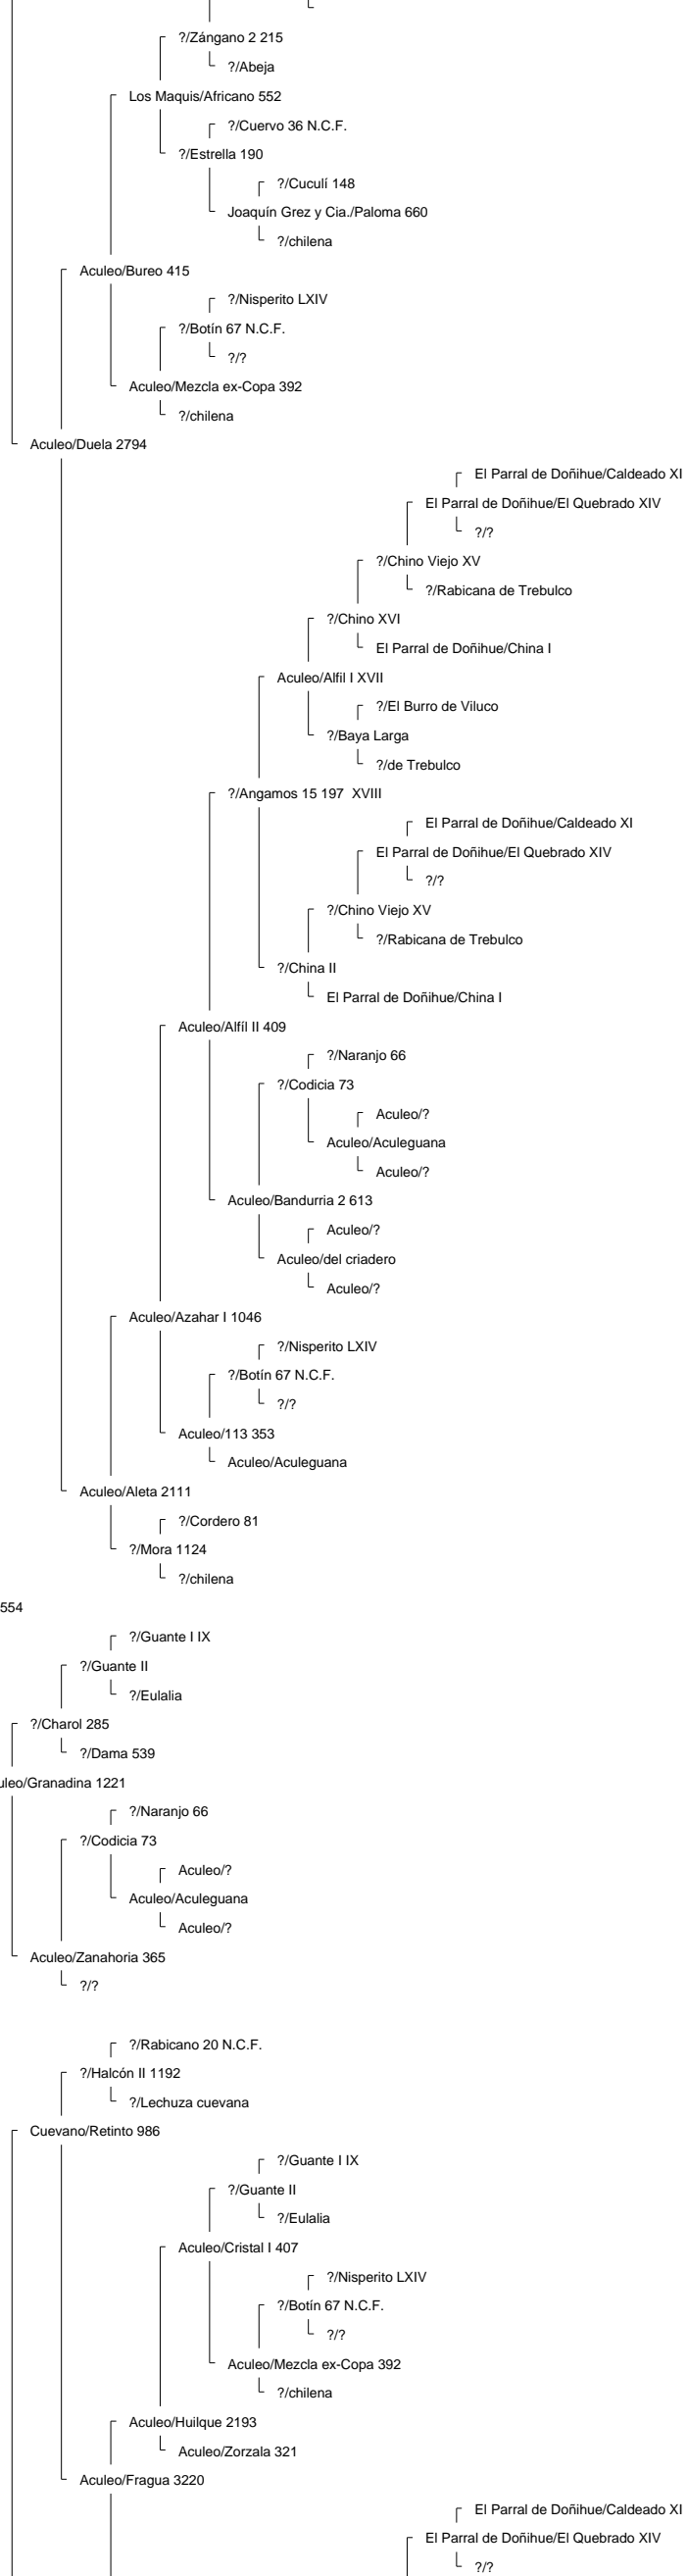 ?/Zángano 2 215
?/Abeja
Los Maquis/Africano 552
?/Cuervo 36 N.C.F.
?/Estrella 190
?/Cuculí 148
Joaquín Grez y Cia./Paloma 660
?/chilena
Aculeo/Bureo 415
?/Nisperito LXIV
?/Botín 67 N.C.F.
?/?
Aculeo/Mezcla ex-Copa 392
?/chilena
Aculeo/Duela 2794
El Parral de Doñihue/Caldeado XI
El Parral de Doñihue/El Quebrado XIV
?/?
?/Chino Viejo XV
?/Rabicana de Trebulco
?/Chino XVI
El Parral de Doñihue/China I
Aculeo/Alfil I XVII
?/El Burro de Viluco
?/Baya Larga
?/de Trebulco
?/Angamos 15 197 XVIII
El Parral de Doñihue/Caldeado XI
El Parral de Doñihue/El Quebrado XIV
?/?
?/Chino Viejo XV
?/Rabicana de Trebulco
?/China II
El Parral de Doñihue/China I
Aculeo/Alfíl II 409
?/Naranjo 66
?/Codicia 73
Aculeo/?
Aculeo/Aculeguana
Aculeo/?
Aculeo/Bandurria 2 613
Aculeo/?
Aculeo/del criadero
Aculeo/?
Aculeo/Azahar I 1046
?/Nisperito LXIV
?/Botín 67 N.C.F.
?/?
Aculeo/113 353
Aculeo/Aculeguana
Aculeo/Aleta 2111
?/Cordero 81
?/Mora 1124
?/chilena
554
?/Guante I IX
?/Guante II
?/Eulalia
?/Charol 285
?/Dama 539
uleo/Granadina 1221
?/Naranjo 66
?/Codicia 73
Aculeo/?
Aculeo/Aculeguana
Aculeo/?
Aculeo/Zanahoria 365
?/?
?/Rabicano 20 N.C.F.
?/Halcón II 1192
?/Lechuza cuevana
Cuevano/Retinto 986
?/Guante I IX
?/Guante II
?/Eulalia
Aculeo/Cristal I 407
?/Nisperito LXIV
?/Botín 67 N.C.F.
?/?
Aculeo/Mezcla ex-Copa 392
?/chilena
Aculeo/Huilque 2193
Aculeo/Zorzala 321
Aculeo/Fragua 3220
El Parral de Doñihue/Caldeado XI
El Parral de Doñihue/El Quebrado XIV
?/?